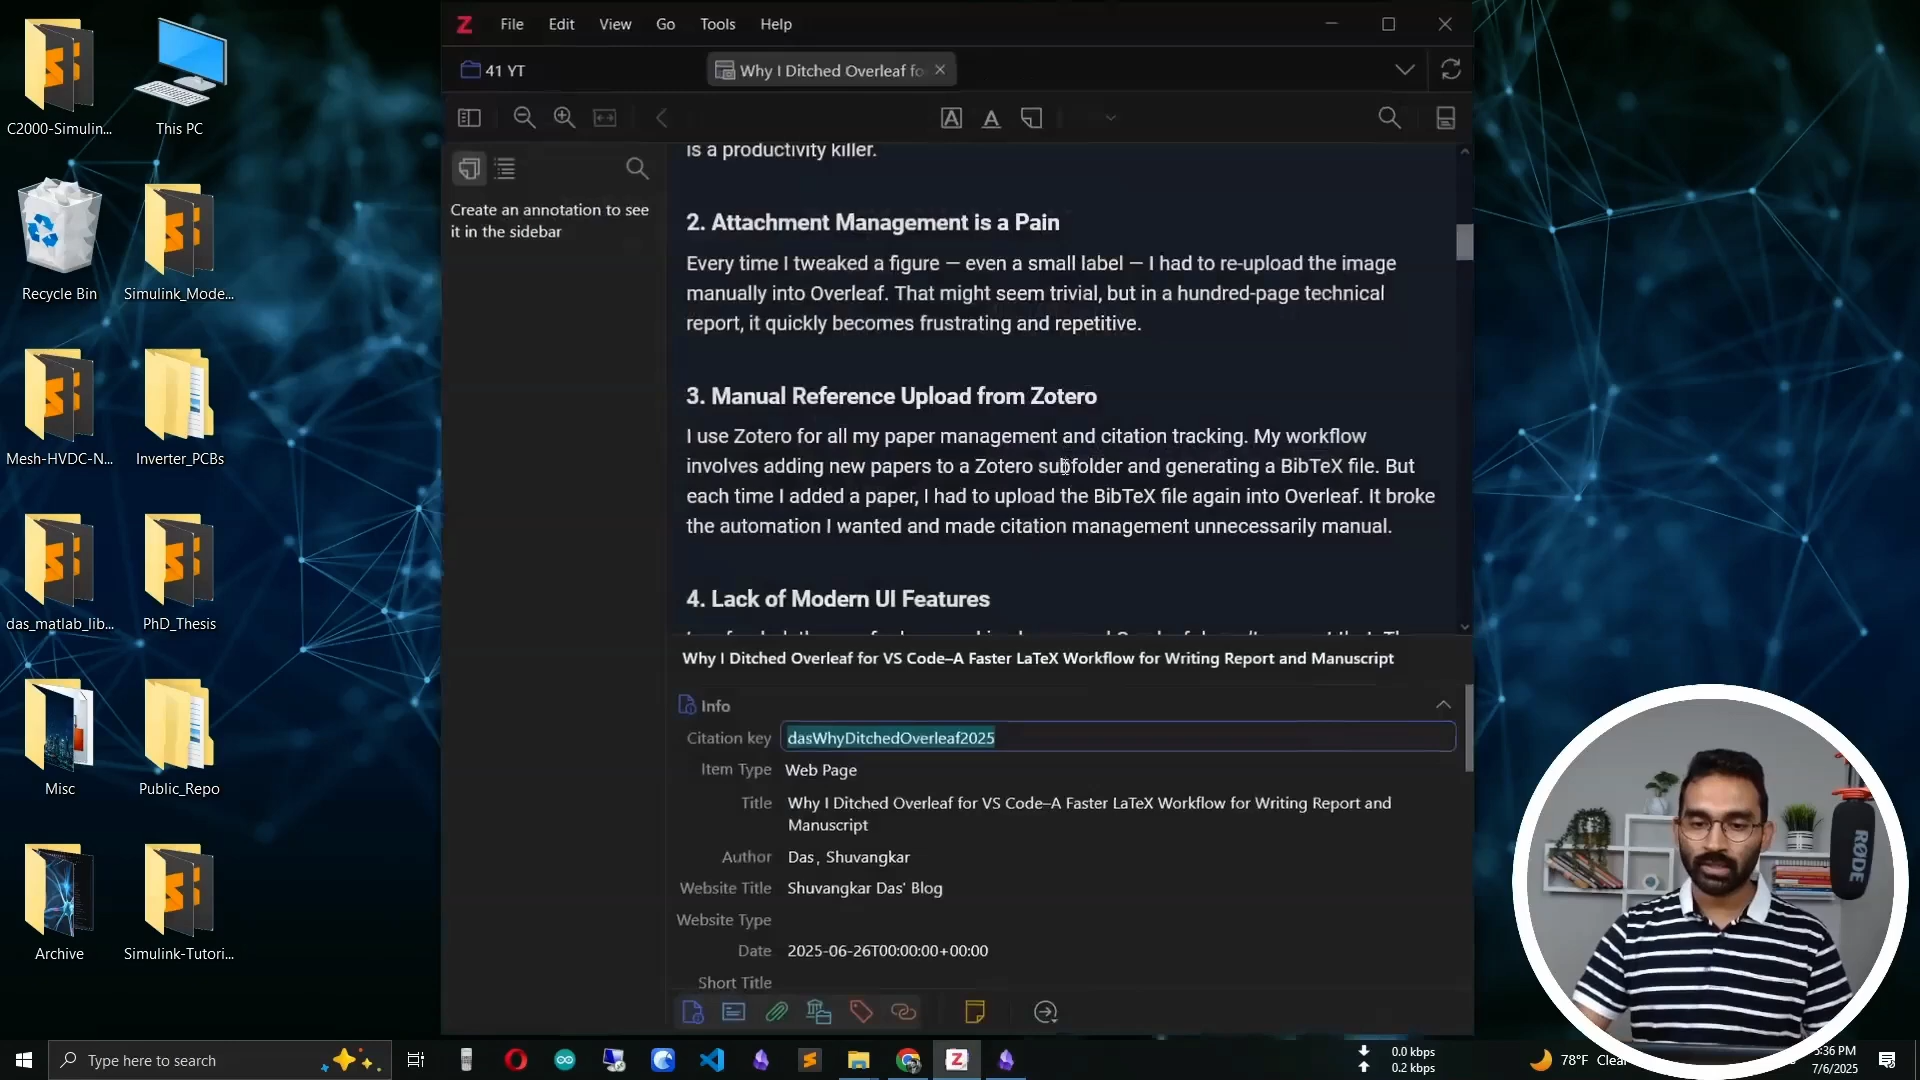 File Edit View Go Tools Help
41 YT
Why I Ditched Overleaf fo
Create an annotation to see
it in the sidebar
is a productivity killer.
2. Attachment Management is a Pain
Every time I tweaked a figure — even a small label — I had to re-upload the image
manually into Overleaf. That might seem trivial, but in a hundred-page technical
report, it quickly becomes frustrating and repetitive.
3. Manual Reference Upload from Zotero
I use Zotero for all my paper management and citation tracking. My workflow
involves adding new papers to a Zotero subfolder and generating a BibTeX file. But
each time I added a paper, I had to upload the BibTeX file again into Overleaf. It broke
the automation I wanted and made citation management unnecessarily manual.
4. Lack of Modern UI Features
Why I Ditched Overleaf for VS Code–A Faster LaTeX Workflow for Writing Report and Manuscript
Info
Citation key dasWhyDitchedOverleaf2025
Item Type Web Page
Title Why I Ditched Overleaf for VS Code–A Faster LaTeX Workflow for Writing Report and
Manuscript
Author Das, Shuvangkar
Website Title Shuvangkar Das' Blog
Website Type
Date 2025-06-26T00:00:00+00:00
Short Title
C2000-Simulin...
This PC
Recycle Bin
Simulink_Mode...
Mesh-HVDC-N...
Inverter_PCBs
das_matlab_lib...
PhD_Thesis
Misc
Public_Repo
Archive
Simulink-Tutori...
RØDE
Type here to search
0.0 kbps
0.2 kbps
78°F
5:36 PM
7/6/2025